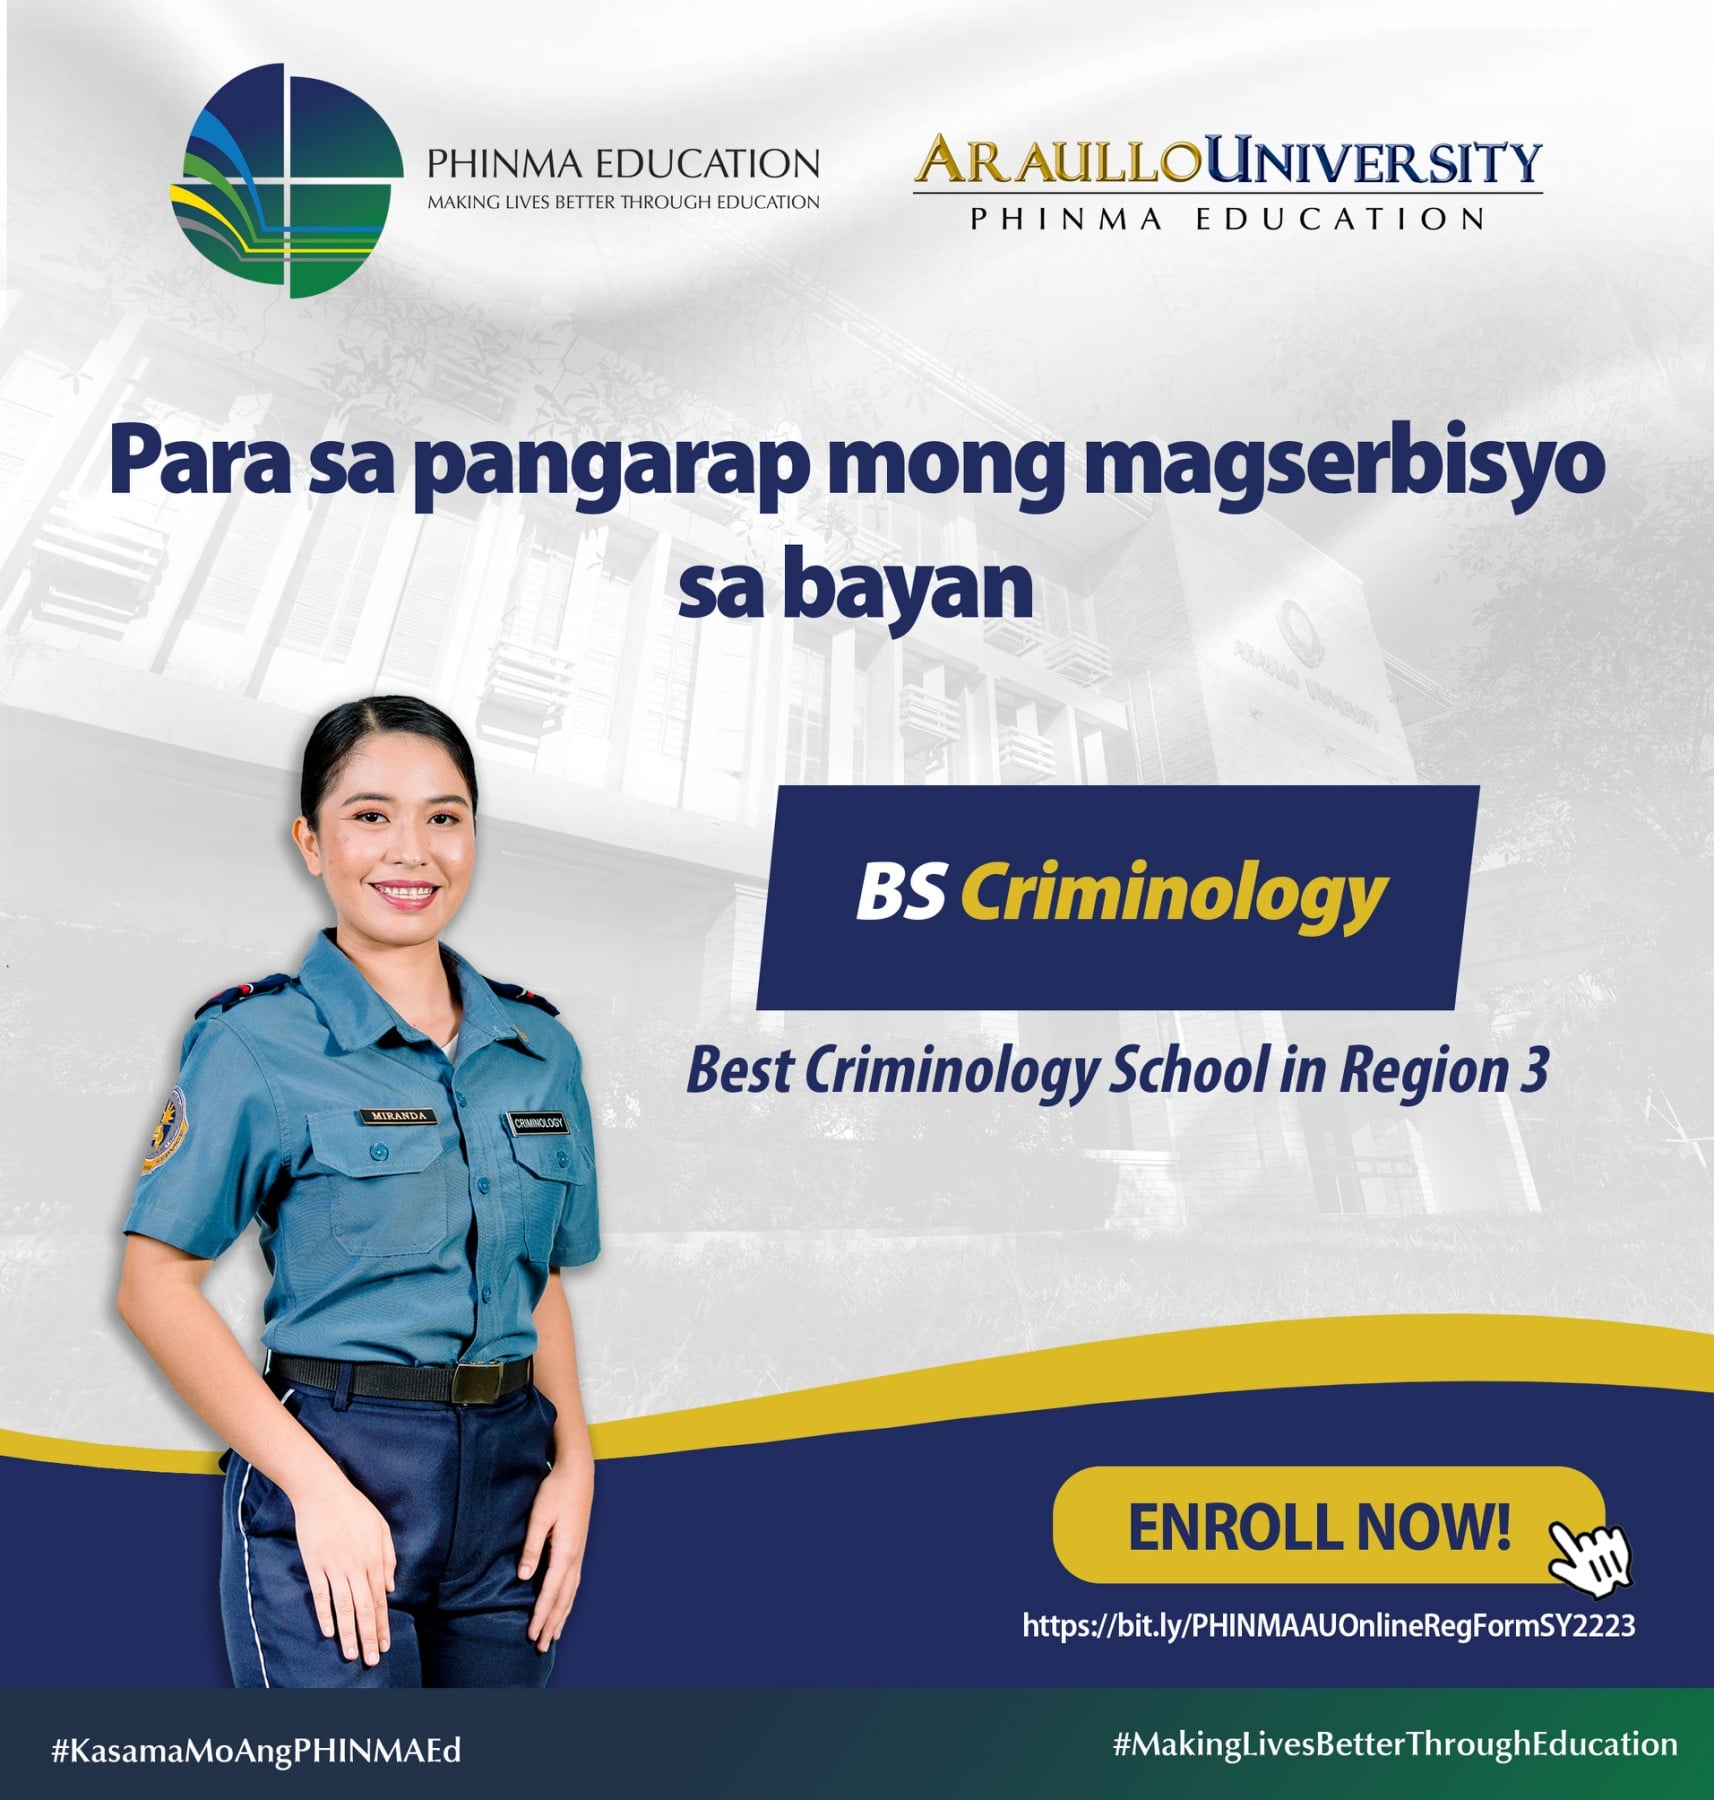 PHINMA EDUCATION
MAKING LIVES BETTER THROUGH EDUCATION
ARAULLO UNIVERSITY
PHINMA EDUCATION
Para sa pangarap mong magserbisyo
sa bayan
BS Criminology
Best Criminology School in Region 3
MIRANDA
CRIMINOLOGY
ENROLL NOW!
https://bit.ly/PHINMAAUOnlineRegFormSY2223
#KasamaMoAngPHINMAEd
#MakingLivesBetterThroughEducation